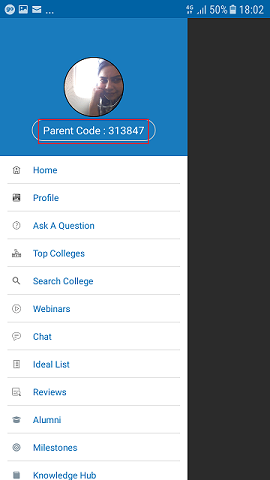 ... 4G 50% 18:02
Parent Code : 313847
Home
Profile
Ask A Question
Top Colleges
Search College
Webinars
Chat
Ideal List
Reviews
Alumni
Milestones
Knowledge Hub